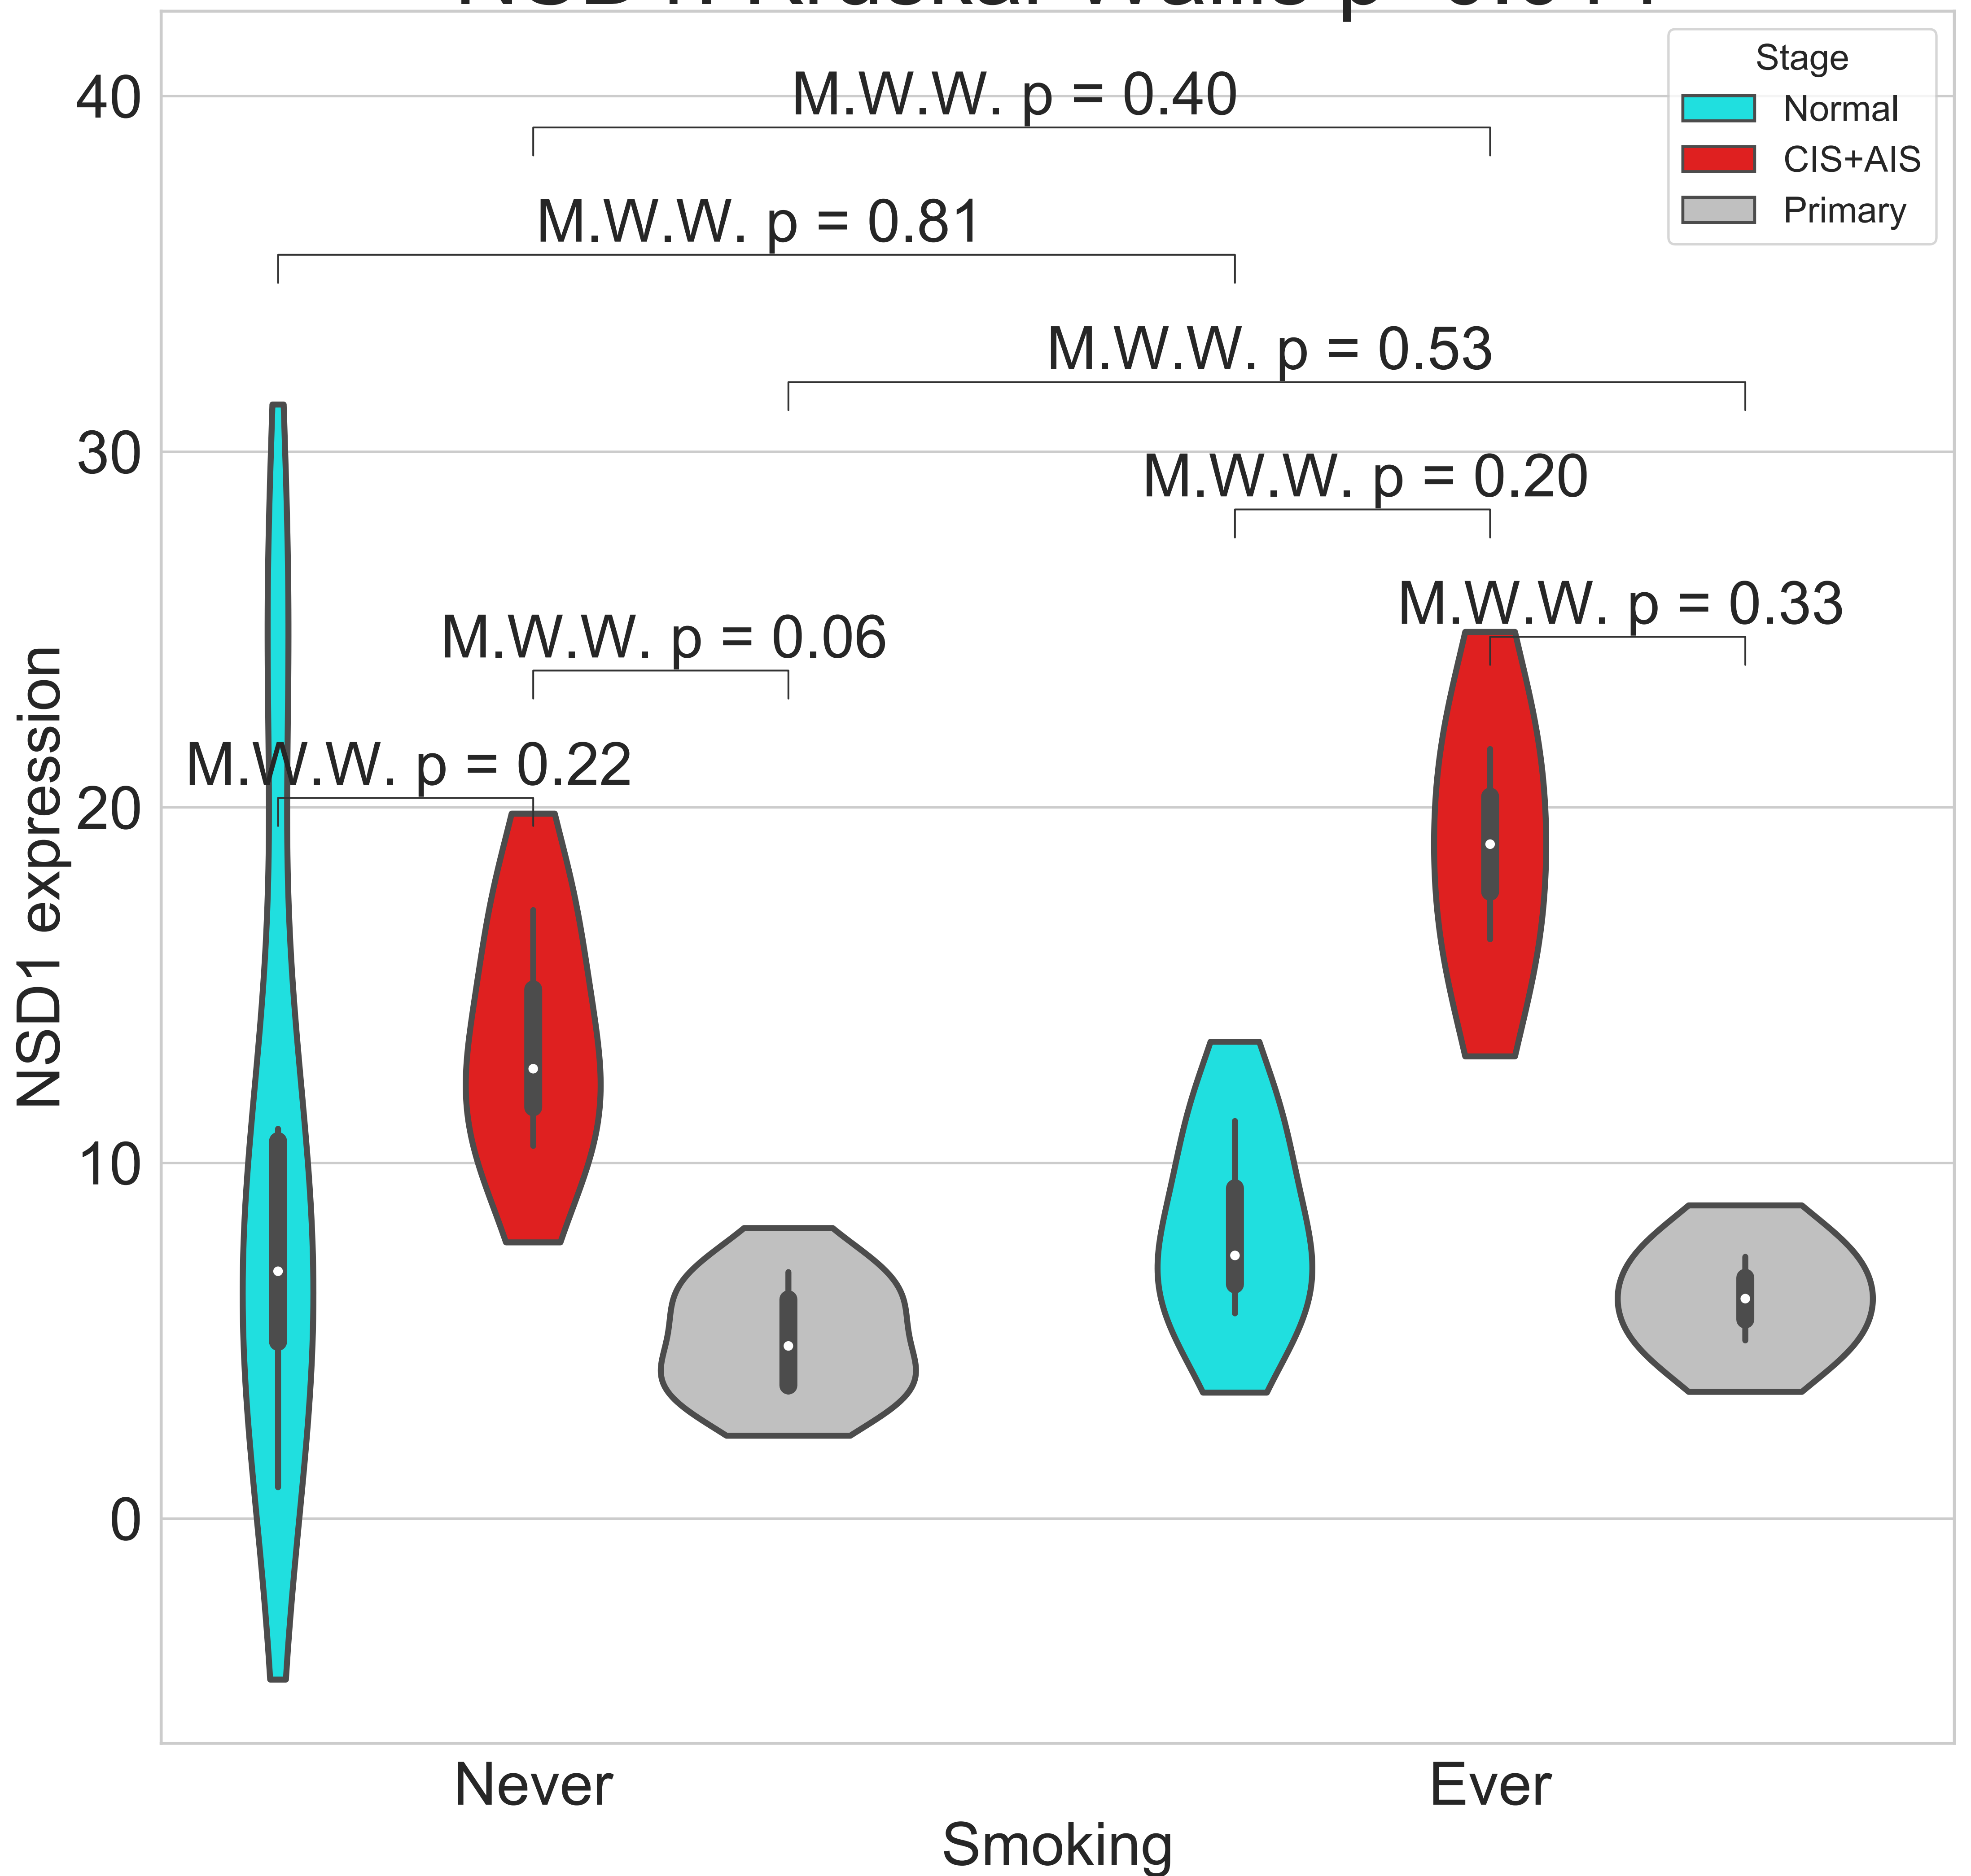 Stage
Normal
CIS+AIS
Primary
40
30
20
10
0
NSD1 expression
M.W.W. p = 0.40
M.W.W. p = 0.81
M.W.W. p = 0.53
M.W.W. p = 0.20
M.W.W. p = 0.33
M.W.W. p = 0.06
M.W.W. p = 0.22
Never
Ever
Smoking